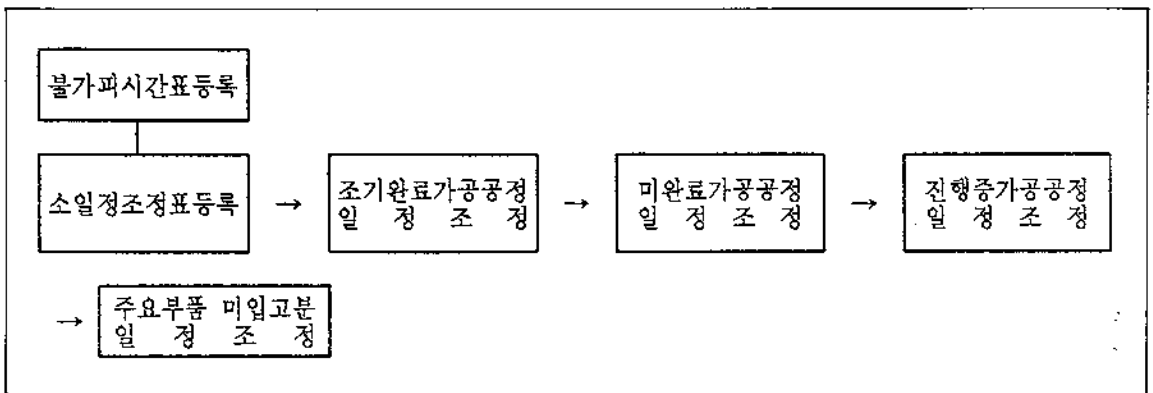 불가피시간표등록
소일정조정표등록 → 조기완료가공공정 일 정 조 정 → 미완료가공공정 일 정 조 정 → 진행중가공공정 일 정 조 정
→ 주요부품 미입고분
일 정 조 정